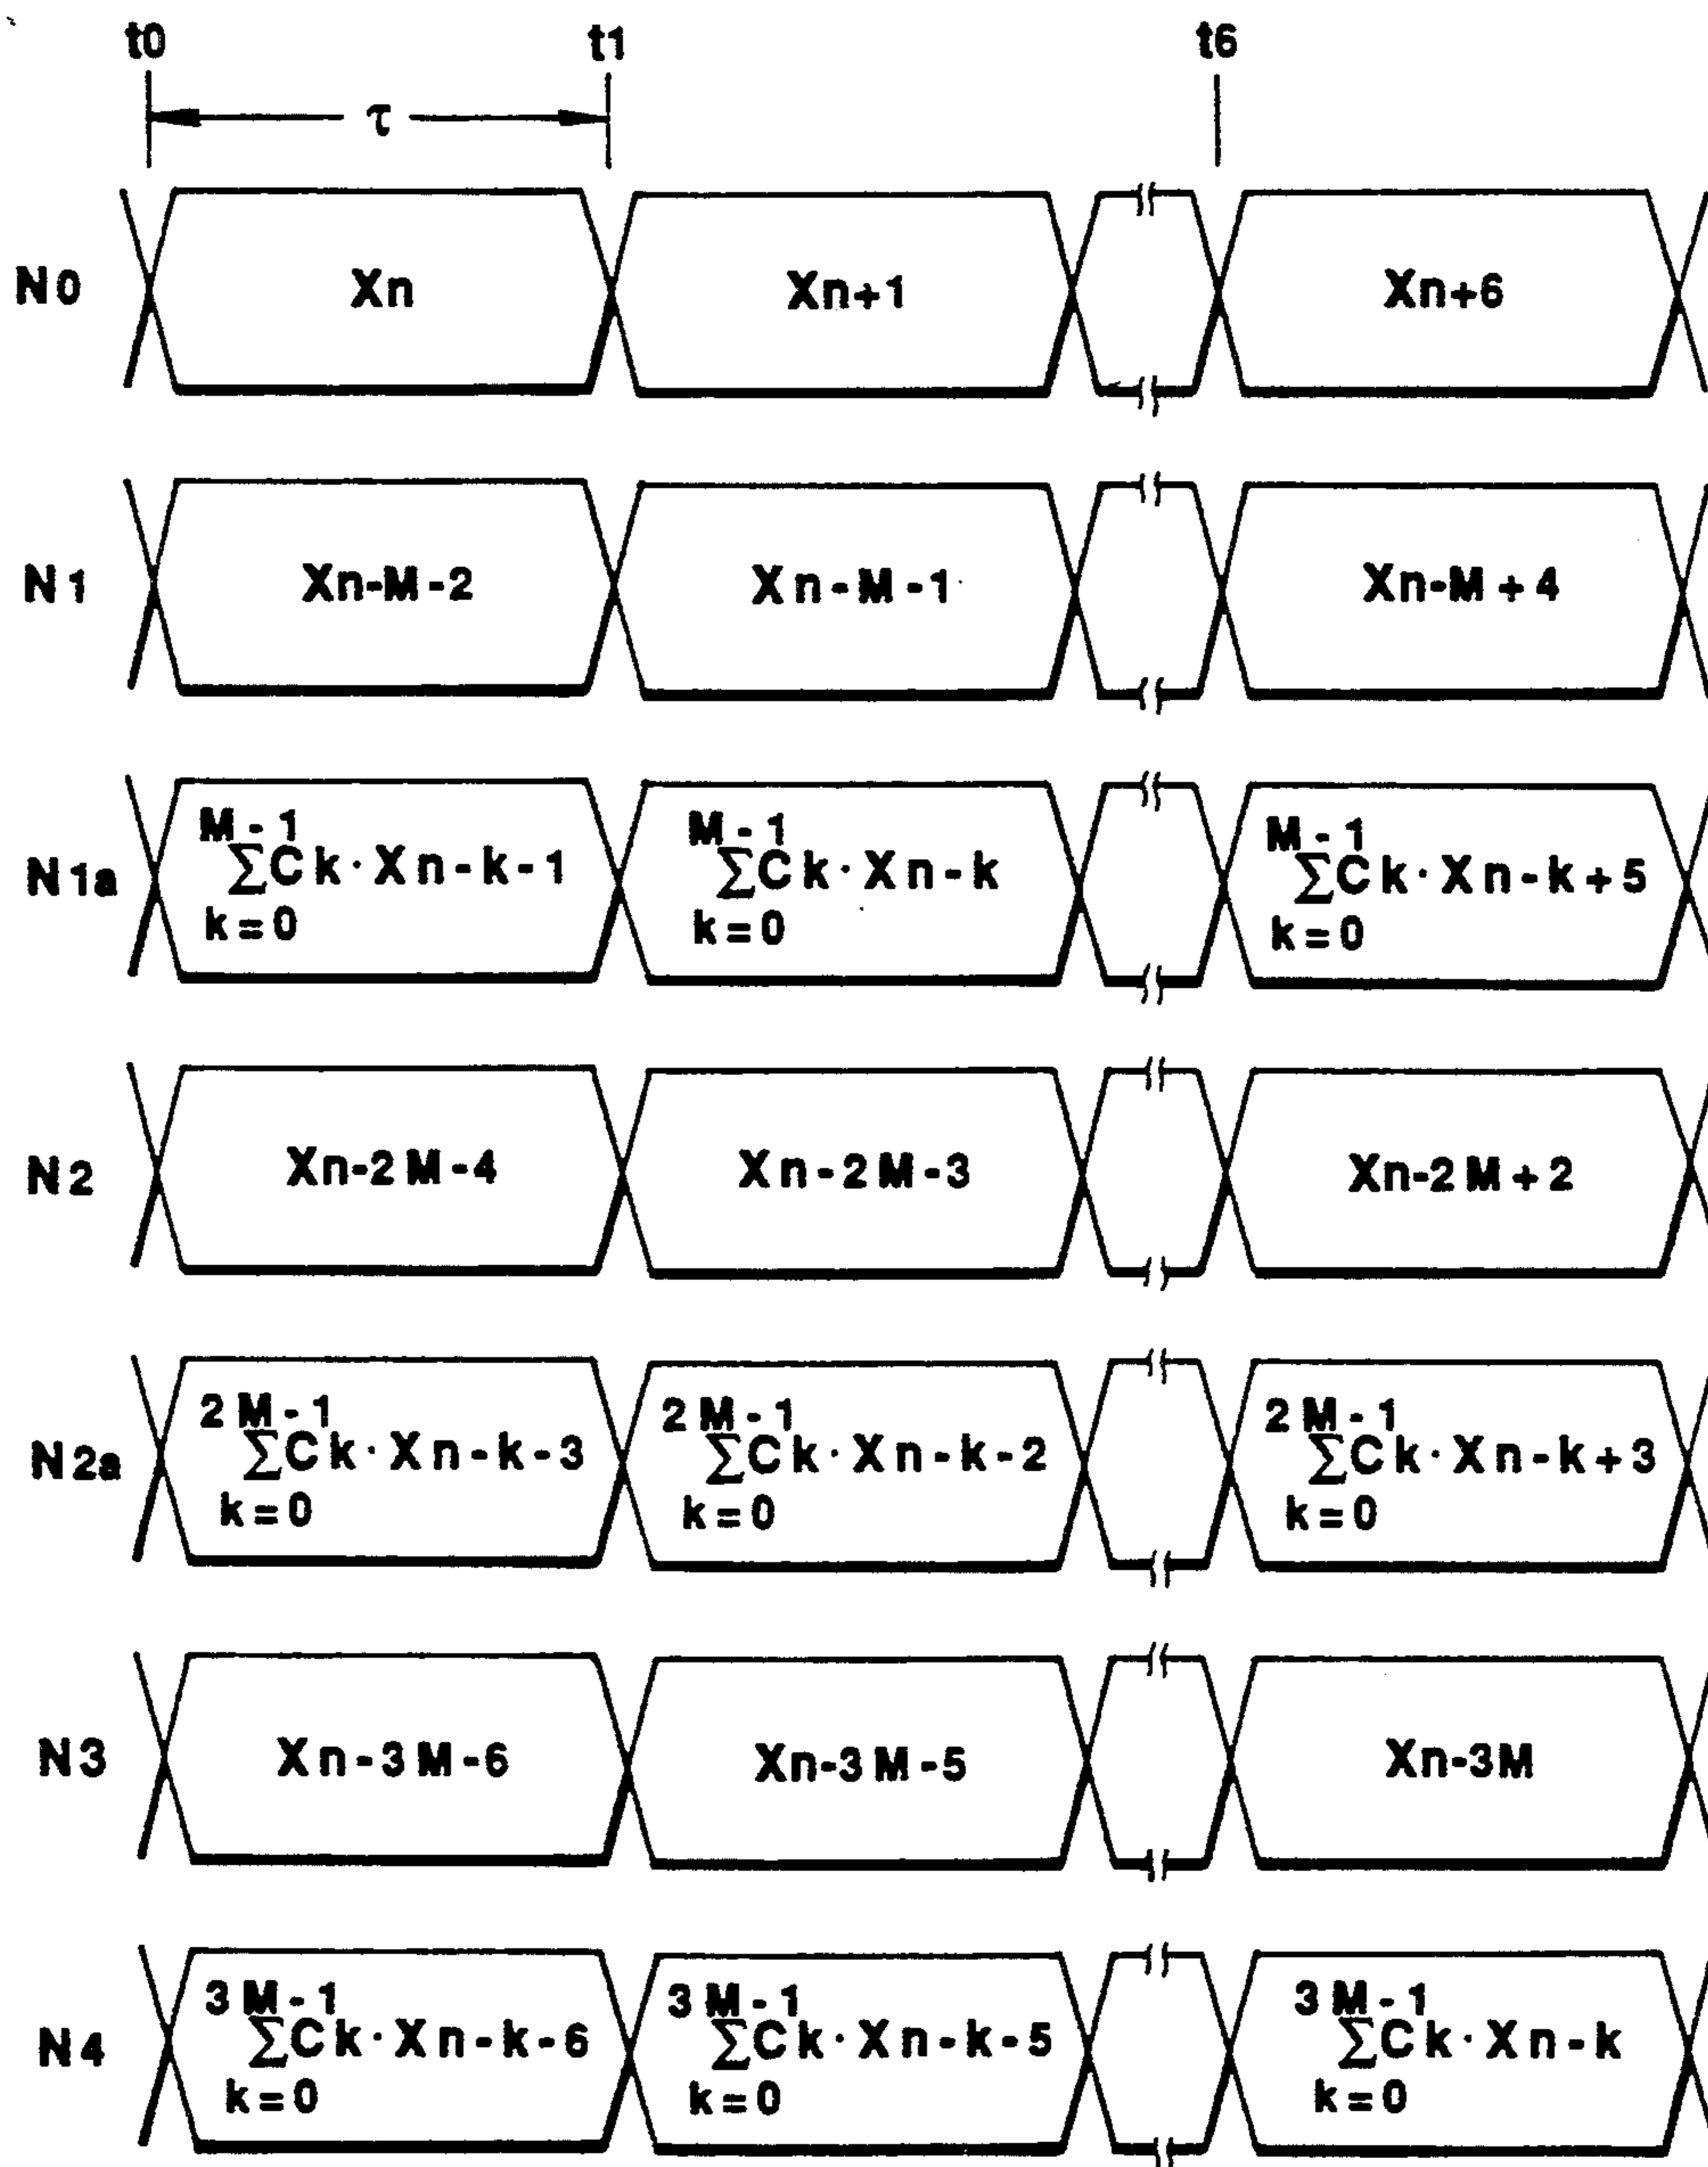 t0 t1 t6
τ
N0 Xn Xn+1 Xn+6
N1 Xn-M-2 Xn-M-1 Xn-M+4
M-1 M-1 M-1
N1a ΣCk·Xn-k-1 ΣCk·Xn-k ΣCk·Xn-k+5
k=0 k=0 k=0
N2 Xn-2M-4 Xn-2M-3 Xn-2M+2
2M-1 2M-1 2M-1
N2a ΣCk·Xn-k-3 ΣCk·Xn-k-2 ΣCk·Xn-k+3
k=0 k=0 k=0
N3 Xn-3M-6 Xn-3M-5 Xn-3M
3M-1 3M-1 3M-1
N4 ΣCk·Xn-k-6 ΣCk·Xn-k-5 ΣCk·Xn-k
k=0 k=0 k=0